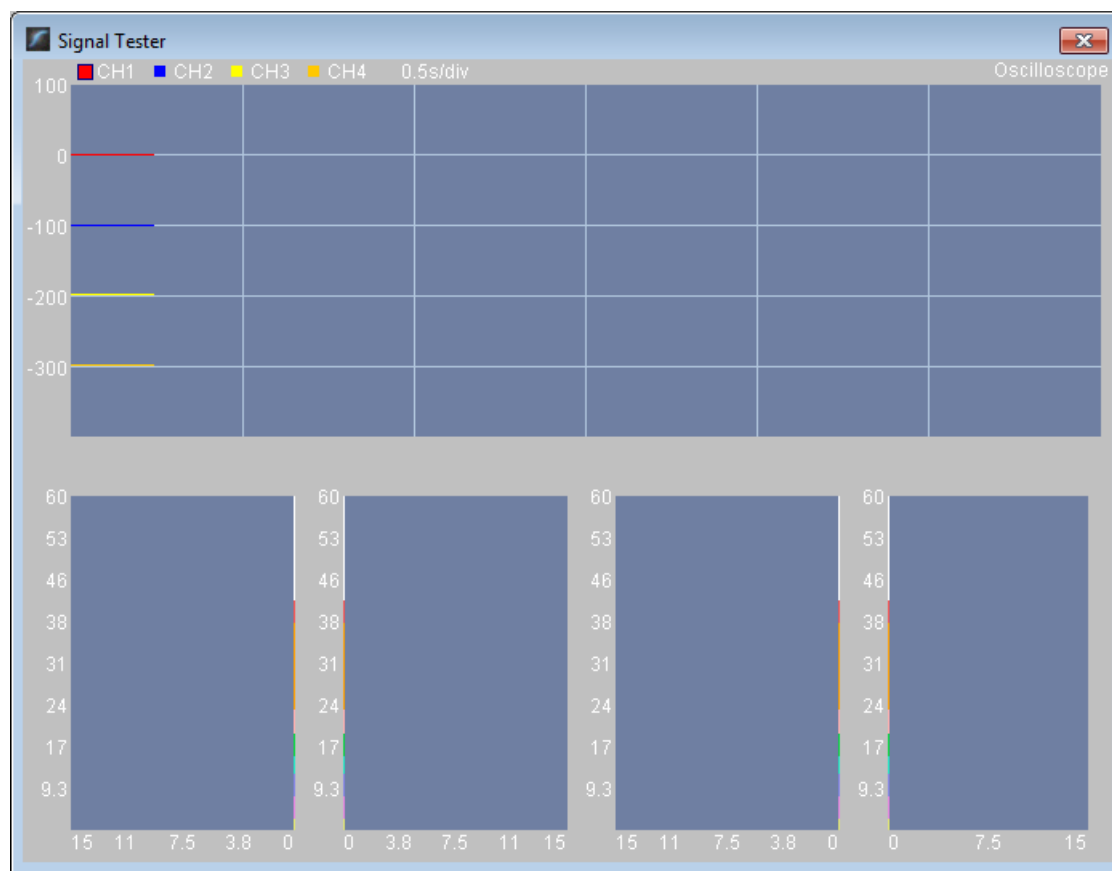 Signal Tester
CH1 CH2 CH3 CH4 0.5s/div Oscilloscope
100
0
-100
-200
-300
60 60 60 60
53 53 53 53
46 46 46 46
38 38 38 38
31 31 31 31
24 24 24 24
17 17 17 17
9.3 9.3 9.3 9.3
15 11 7.5 3.8 0 0 3.8 7.5 11 15 15 11 7.5 3.8 0 0 7.5 15